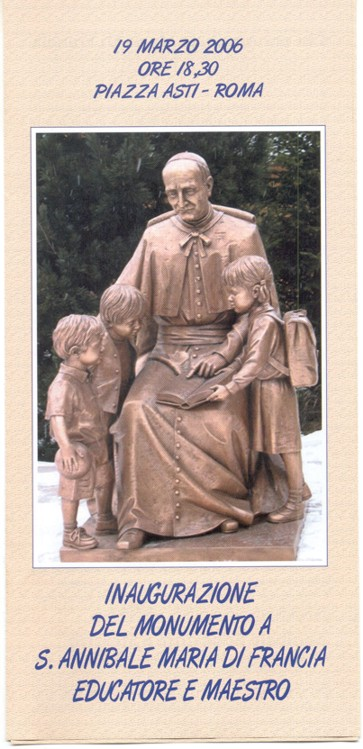 19 MARZO 2006
ORE 18,30
PIAZZA ASTI - ROMA
INAUGURAZIONE
DEL MONUMENTO A
S. ANNIBALE MARIA DI FRANCIA
EDUCATORE E MAESTRO